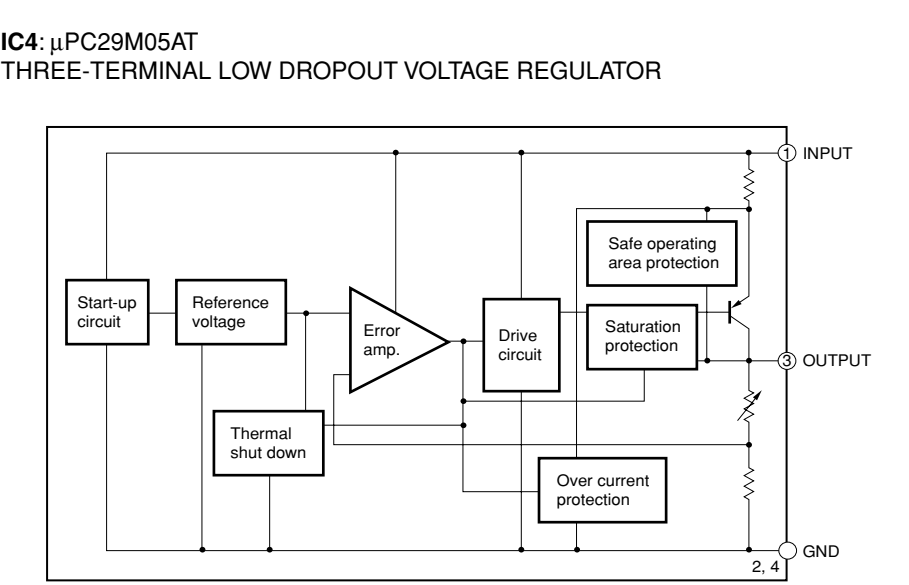 IC4: μPC29M05AT
THREE-TERMINAL LOW DROPOUT VOLTAGE REGULATOR
1 INPUT
Safe operating
area protection
Start-up
circuit
Reference
voltage
Error
amp.
Drive
circuit
Saturation
protection
3 OUTPUT
Thermal
shut down
Over current
protection
GND
2, 4